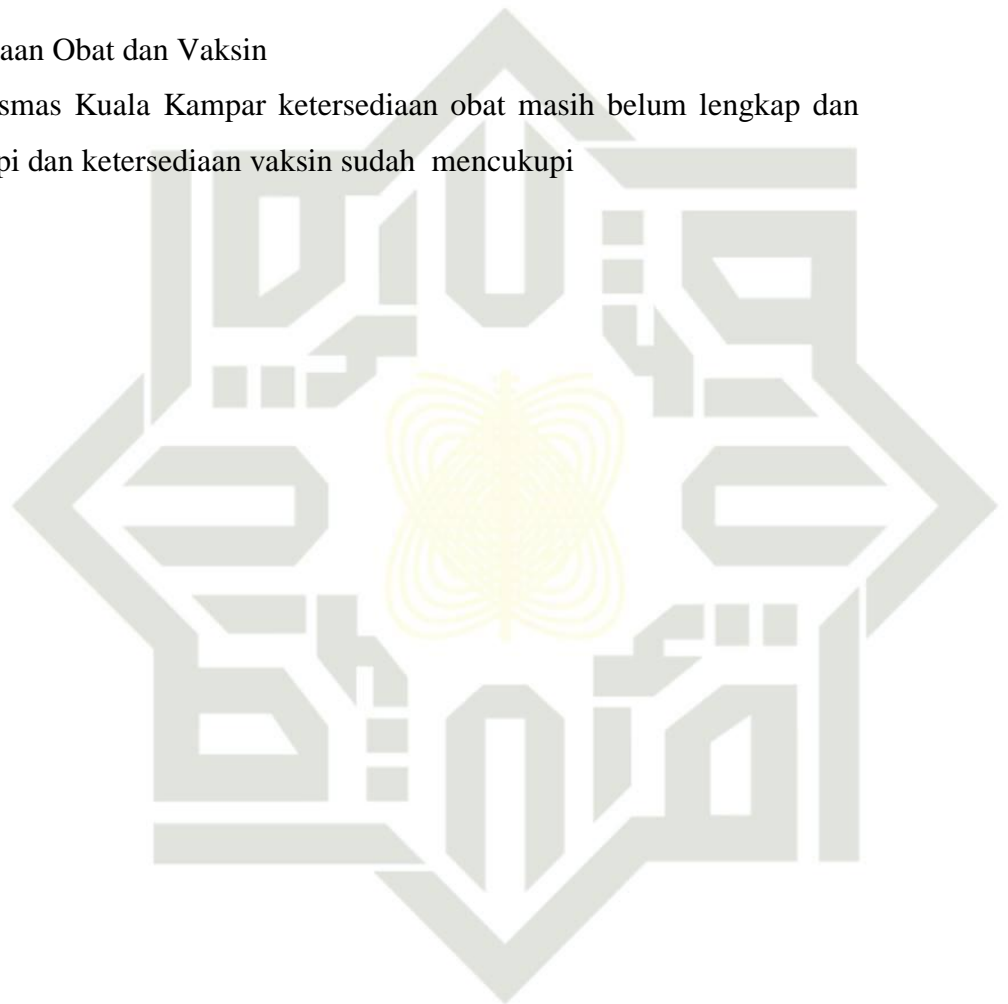 aan Obat dan Vaksin
smas Kuala Kampar ketersediaan obat masih belum lengkap dan
pi dan ketersediaan vaksin sudah mencukupi